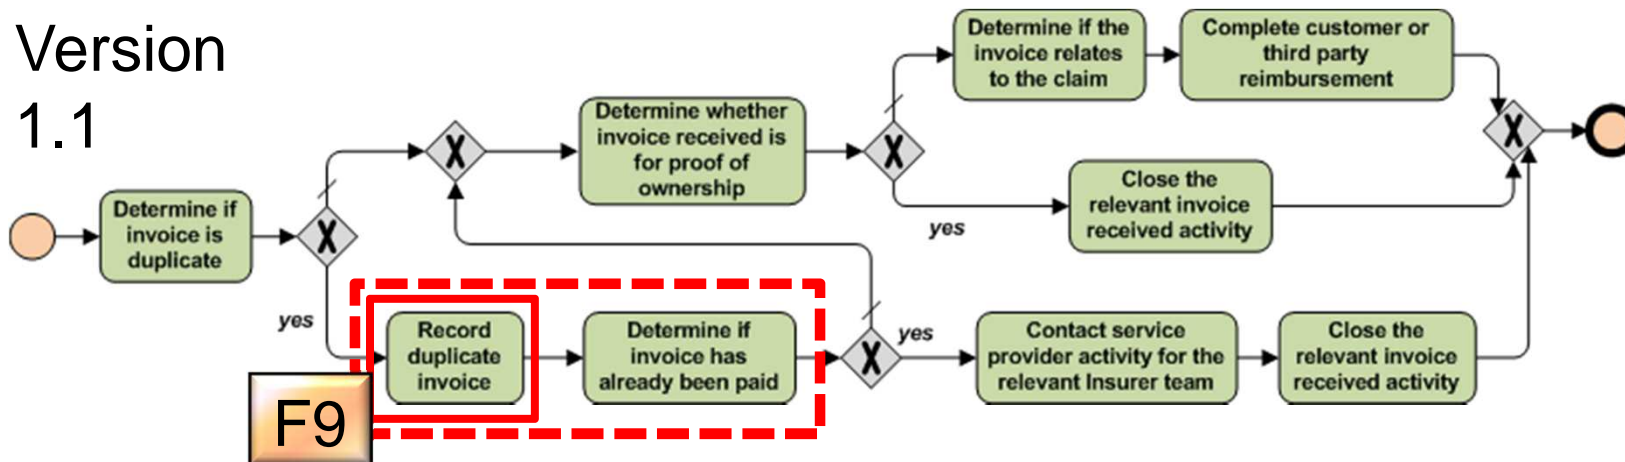 Version
1.1
Determine if
invoice is
duplicate
yes
Record
duplicate
invoice
F9
Determine if
invoice has
already been paid
Determine whether
invoice received is
for proof of
ownership
X
X
X
X
X
yes
yes
Determine if the
invoice relates
to the claim
Complete customer or
third party
reimbursement
Close the
relevant invoice
received activity
Contact service
provider activity for the
relevant Insurer team
Close the
relevant invoice
received activity